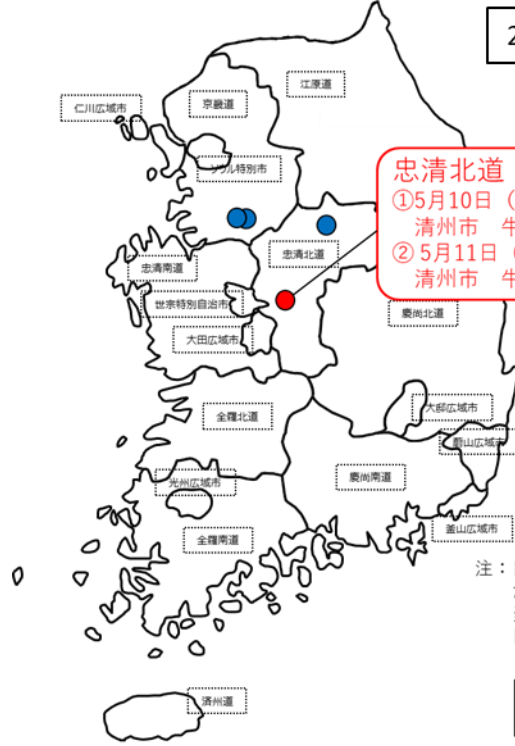 2
江原道
京畿道
仁川広域市
ソウル特別市
忠清北道
①5月10日（
清州市 牛
② 5月11日（
清州市 牛
忠清北道
忠清南道
世宗特別自治市
慶尚北道
大田広域市
大邸広域市
全羅北道
蔚山広域市
慶尚南道
光州広域市
釜山広域市
全羅南道
注：
済州道